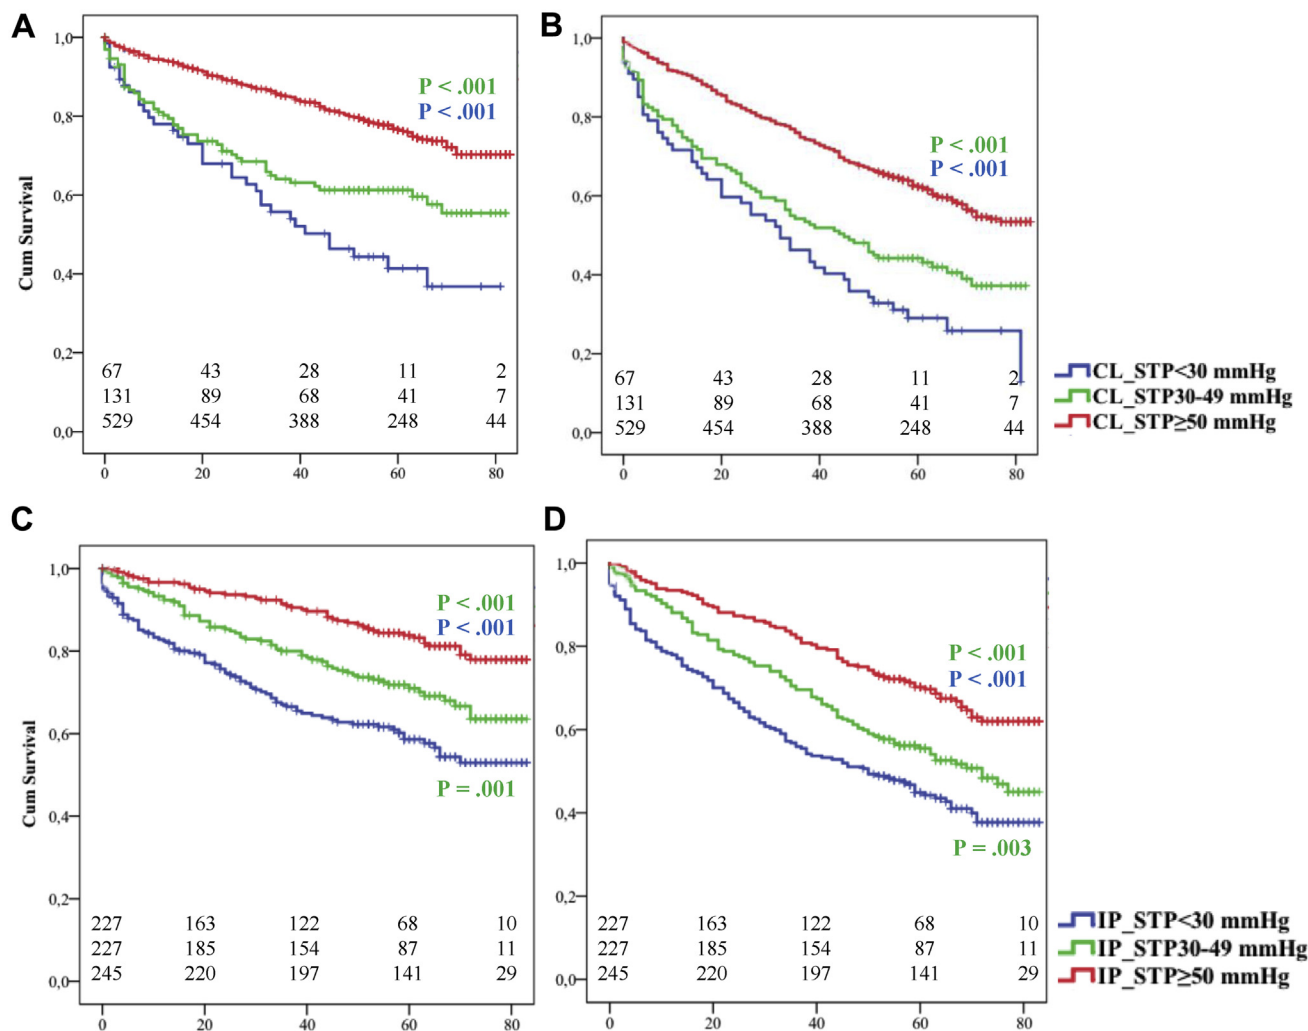 A
B
1,0
0,8
0,6
0,4
0,2
0,0
Cum Survival
P < .001
P < .001
67 43 28 11 2
131 89 68 41 7
529 454 388 248 44
0 20 40 60 80
1,0
0,8
0,6
0,4
0,2
0,0
P < .001
P < .001
67 43 28 11 2
131 89 68 41 7
529 454 388 248 44
0 20 40 60 80
CL_STP<30 mmHg
CL_STP30-49 mmHg
CL_STP≥50 mmHg
C
D
1,0
0,8
0,6
0,4
0,2
0,0
Cum Survival
P < .001
P < .001
P = .001
227 163 122 68 10
227 185 154 87 11
245 220 197 141 29
0 20 40 60 80
1,0
0,8
0,6
0,4
0,2
0,0
P < .001
P < .001
P = .003
227 163 122 68 10
227 185 154 87 11
245 220 197 141 29
0 20 40 60 80
IP_STP<30 mmHg
IP_STP30-49 mmHg
IP_STP≥50 mmHg